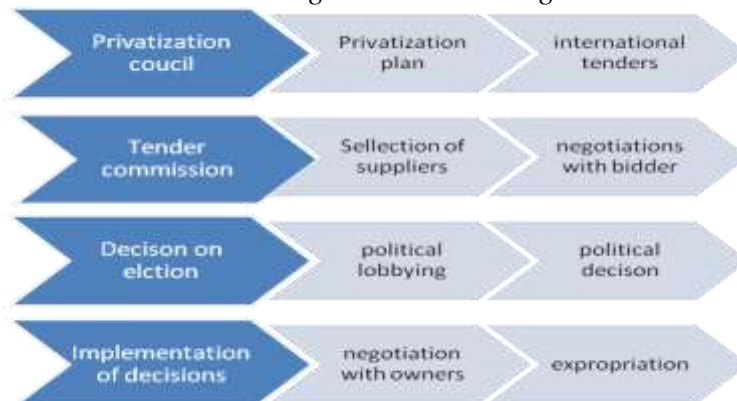 Privatization
coucil
Privatization
plan
international
tenders
Tender
commission
Sellection of
suppliers
negotiations
with bidder
Decison on
elction
political
lobbying
political
decison
Implementation
of decisions
negotiation
with owners
expropriation